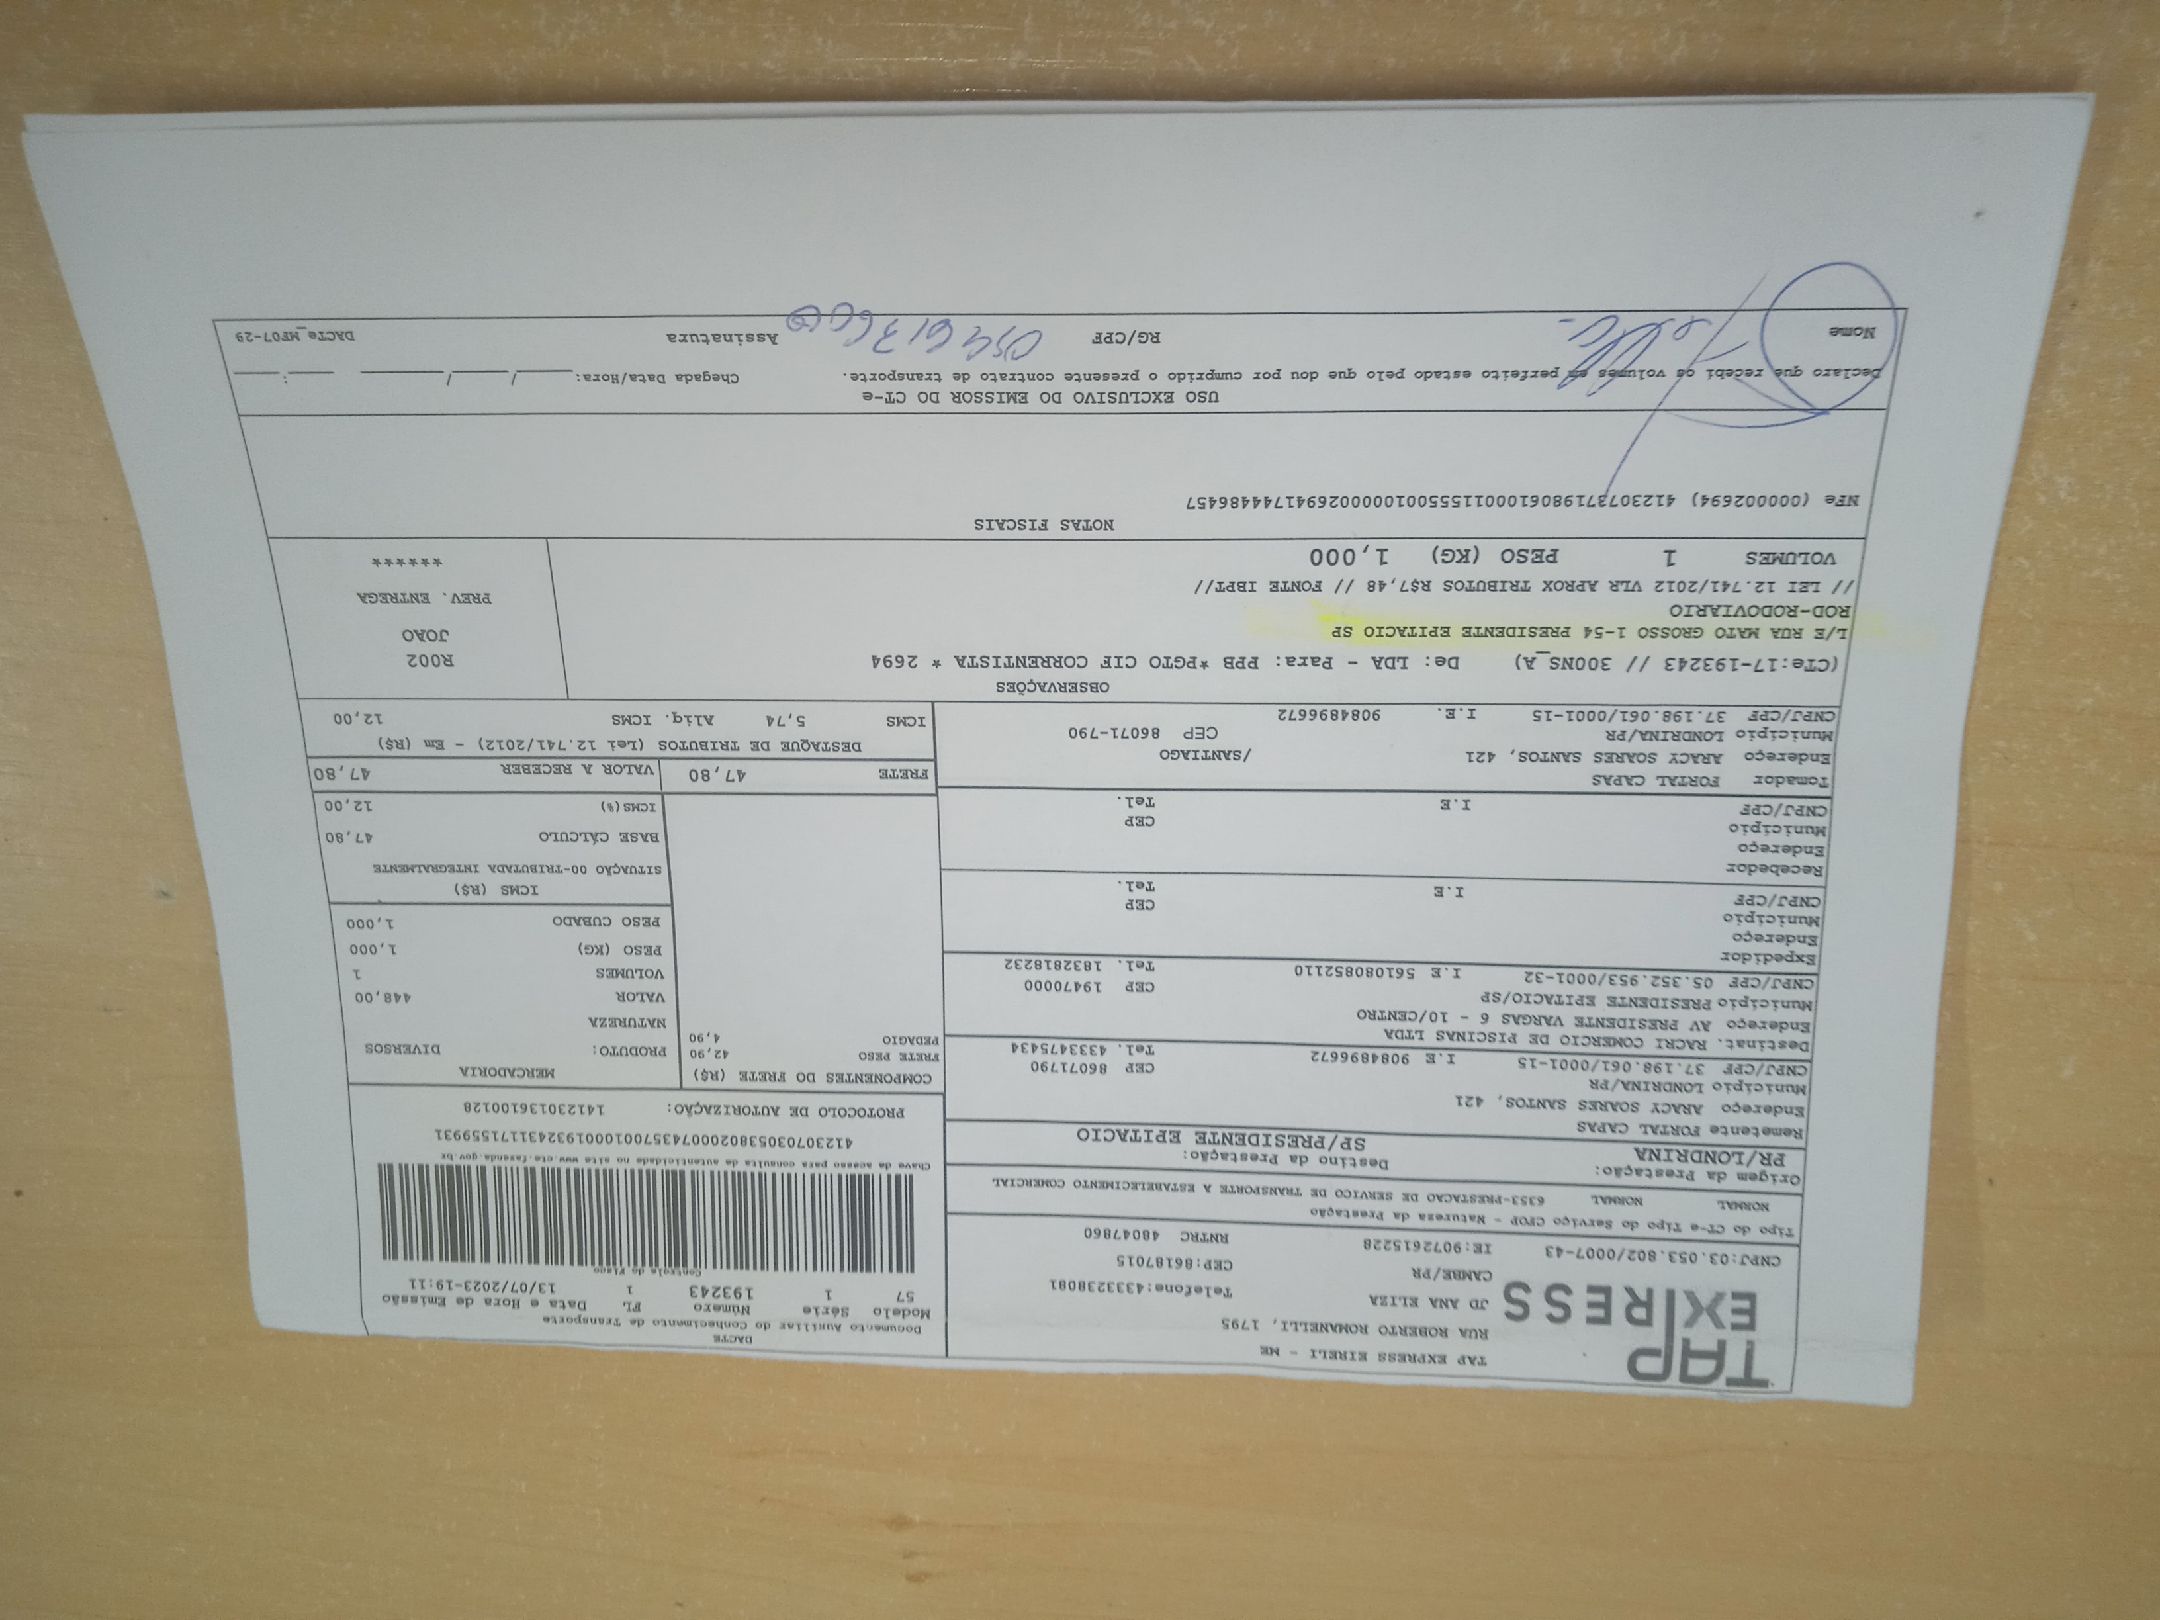 TAP
EXPRESS
TAP EXPRESS EIRELI - ME
RUA ROBERTO ROMANELLI, 1795
JD ANA ELIZA Telefone:4333238081
CAMBE/PR CEP:86187015
CNPJ:03.053.802/0007-43 IE:9072615228 RNTRC 48047860
DACTE
Documento Auxiliar do Conhecimento de Transporte
Modelo Série Número FL Data e Hora de Emissão
57 1 193243 1 13/07/2023-19:11
Controle do Fisco
Chave de acesso para consulta de autenticidade no site www.cte.fazenda.gov.br
41230703053802000743570010001932431171559931
PROTOCOLO DE AUTORIZAÇÃO: 141230136100128
Tipo do CT-e Tipo do Serviço CFOP - Natureza da Prestação
NORMAL NORMAL 6353-PRESTACAO DE SERVICO DE TRANSPORTE A ESTABELECIMENTO COMERCIAL
Origem da Prestação: Destino da Prestação:
PR/LONDRINA SP/PRESIDENTE EPITACIO
Remetente FORTAL CAPAS
Endereço ARACY SOARES SANTOS, 421
Município LONDRINA/PR CEP 86071790
CNPJ/CPF 37.198.061/0001-15 I.E 9084896672 Tel. 4333475434
Destinat. RACRI COMERCIO DE PISCINAS LTDA
Endereço AV PRESIDENTE VARGAS 6 - 10/CENTRO
Município PRESIDENTE EPITACIO/SP CEP 19470000
CNPJ/CPF 05.352.953/0001-32 I.E 561080852110 Tel. 1832818232
Expedidor
Endereço
Município CEP
CNPJ/CPF I.E Tel.
Recebedor
Endereço
Município CEP
CNPJ/CPF I.E Tel.
Tomador FORTAL CAPAS
Endereço ARACY SOARES SANTOS, 421 /SANTIAGO
Município LONDRINA/PR CEP 86071-790
CNPJ/CPF 37.198.061/0001-15 I.E. 9084896672
COMPONENTES DO FRETE (R$)
FRETE PESO 42,90
PEDAGIO 4,90
MERCADORIA
PRODUTO: DIVERSOS
NATUREZA
VALOR 448,00
VOLUMES 1
PESO (KG) 1,000
PESO CUBADO 1,000
ICMS (R$)
SITUAÇÃO 00-TRIBUTADA INTEGRALMENTE
BASE CÁLCULO 47,80
ICMS(%) 12,00
FRETE 47,80 VALOR A RECEBER 47,80
DESTAQUE DE TRIBUTOS (Lei 12.741/2012) - Em (R$)
ICMS 5,74 Aliq. ICMS 12,00
OBSERVAÇÕES
(CTe:17-193243 // 300NS_A) De: LDA - Para: PPB *PGTO CIF CORRENTISTA * 2694
L/E RUA MATO GROSSO 1-54 PRESIDENTE EPITACIO SP
ROD-RODOVIARIO
// LEI 12.741/2012 VLR APROX TRIBUTOS R$7,48 // FONTE IBPT//
VOLUMES 1 PESO (KG) 1,000
R002
JOAO
PREV. ENTREGA
******
NOTAS FISCAIS
NFe (000002694) 41230737198061000115550010000026941744486457
USO EXCLUSIVO DO EMISSOR DO CT-e
Declaro que recebi os volumes em perfeito estado pelo que dou por cumprido o presente contrato de transporte. Chegada Data/Hora:_____/_____/_____ ___:___
Nome RG/CPF Assinatura DACTe_MF07-29